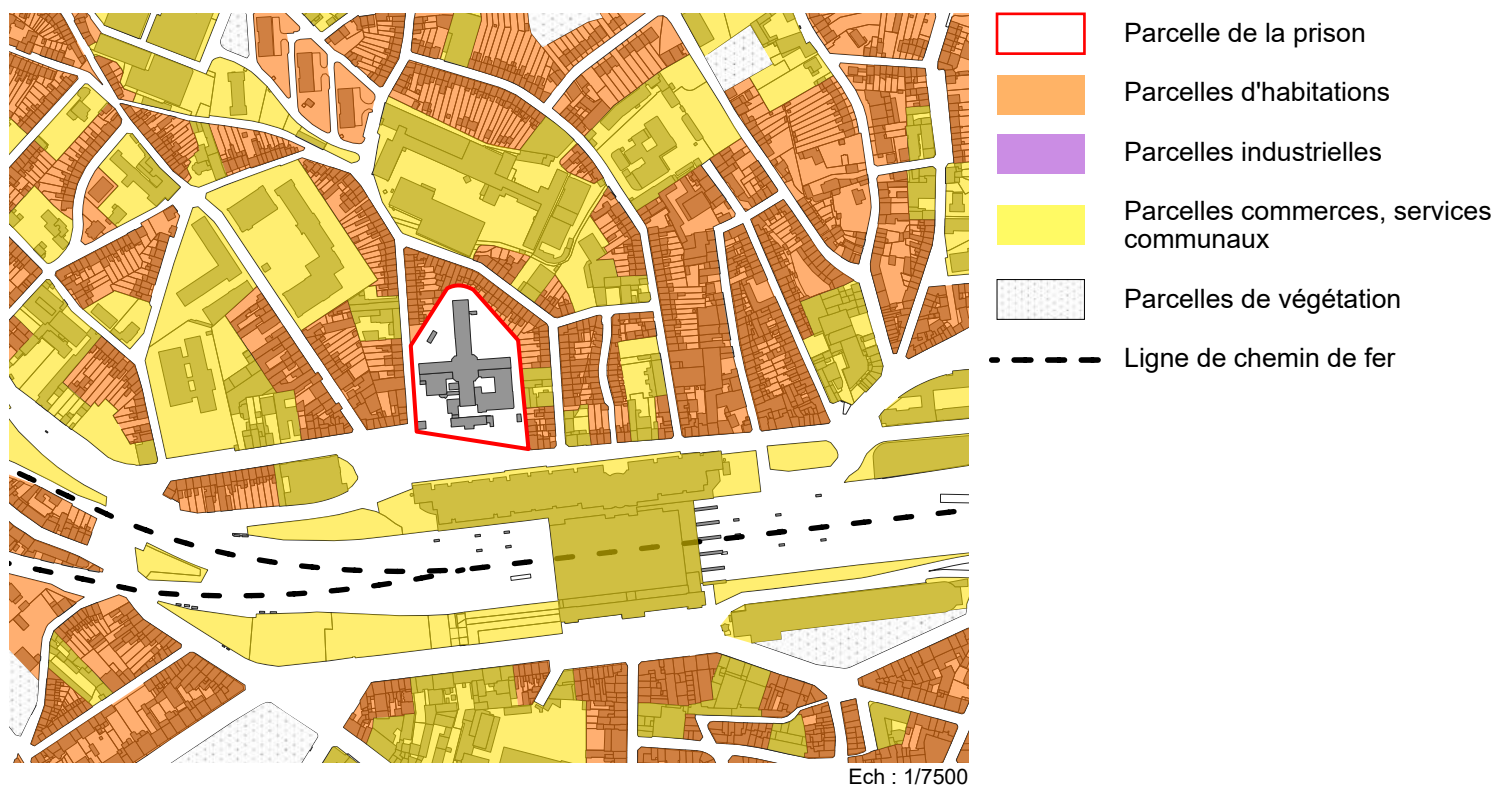 Parcelle de la prison
Parcelles d'habitations
Parcelles industrielles
Parcelles commerces, services
communaux
Parcelles de végétation
Ligne de chemin de fer
Ech : 1/7500